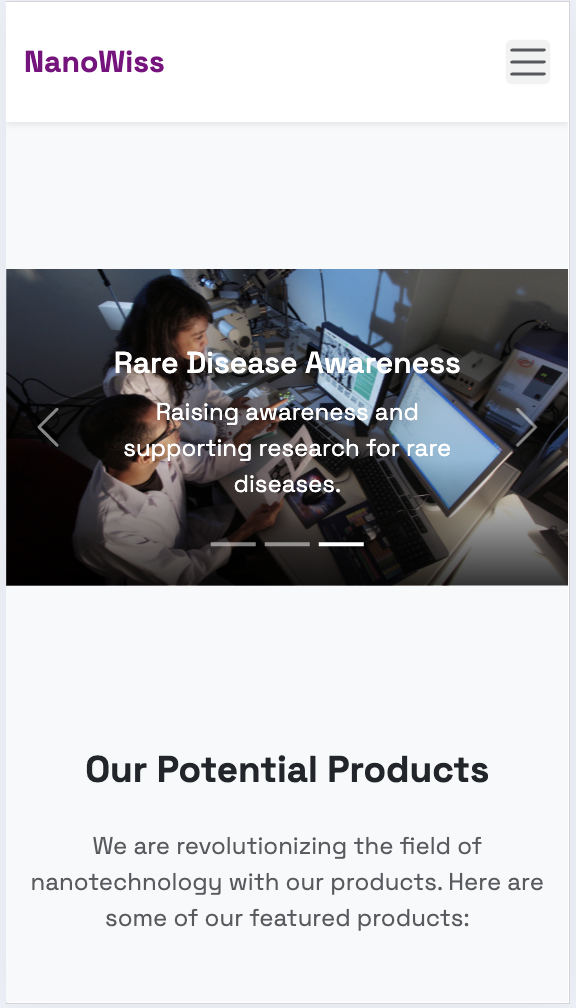 NanoWiss
Rare Disease Awareness
Raising awareness and
supporting research for rare
diseases.
Our Potential Products
We are revolutionizing the field of
nanotechnology with our products. Here are
some of our featured products: